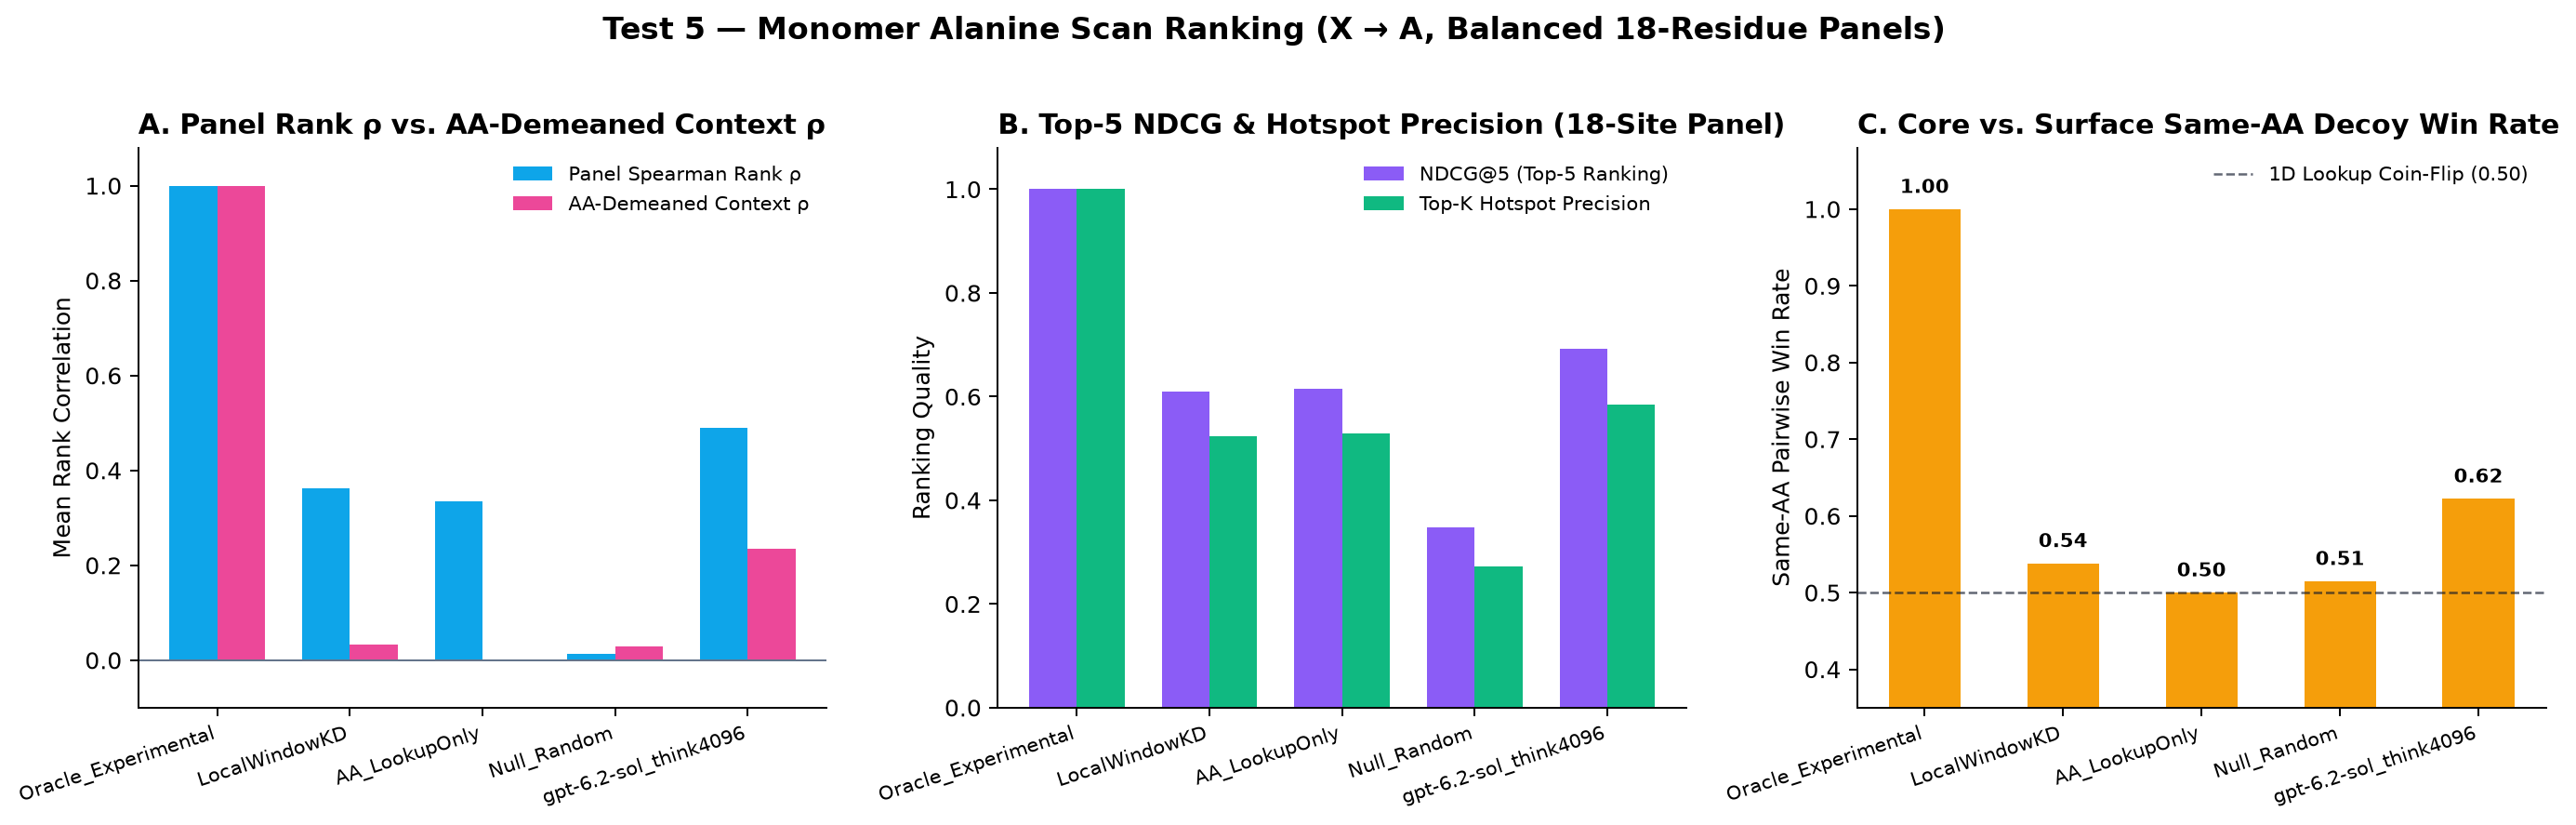 Test 5 — Monomer Alanine Scan Ranking (X → A, Balanced 18-Residue Panels)
A. Panel Rank ρ vs. AA-Demeaned Context ρ
Panel Spearman Rank ρ
AA-Demeaned Context ρ
Mean Rank Correlation
1.0
0.8
0.6
0.4
0.2
0.0
Oracle_Experimental
LocalWindowKD
AA_LookupOnly
Null_Random
gpt-6.2-sol_think4096
B. Top-5 NDCG & Hotspot Precision (18-Site Panel)
NDCG@5 (Top-5 Ranking)
Top-K Hotspot Precision
Ranking Quality
1.0
0.8
0.6
0.4
0.2
0.0
Oracle_Experimental
LocalWindowKD
AA_LookupOnly
Null_Random
gpt-6.2-sol_think4096
C. Core vs. Surface Same-AA Decoy Win Rate
1D Lookup Coin-Flip (0.50)
Same-AA Pairwise Win Rate
1.0
0.9
0.8
0.7
0.6
0.5
0.4
1.00
0.54
0.50
0.51
0.62
Oracle_Experimental
LocalWindowKD
AA_LookupOnly
Null_Random
gpt-6.2-sol_think4096